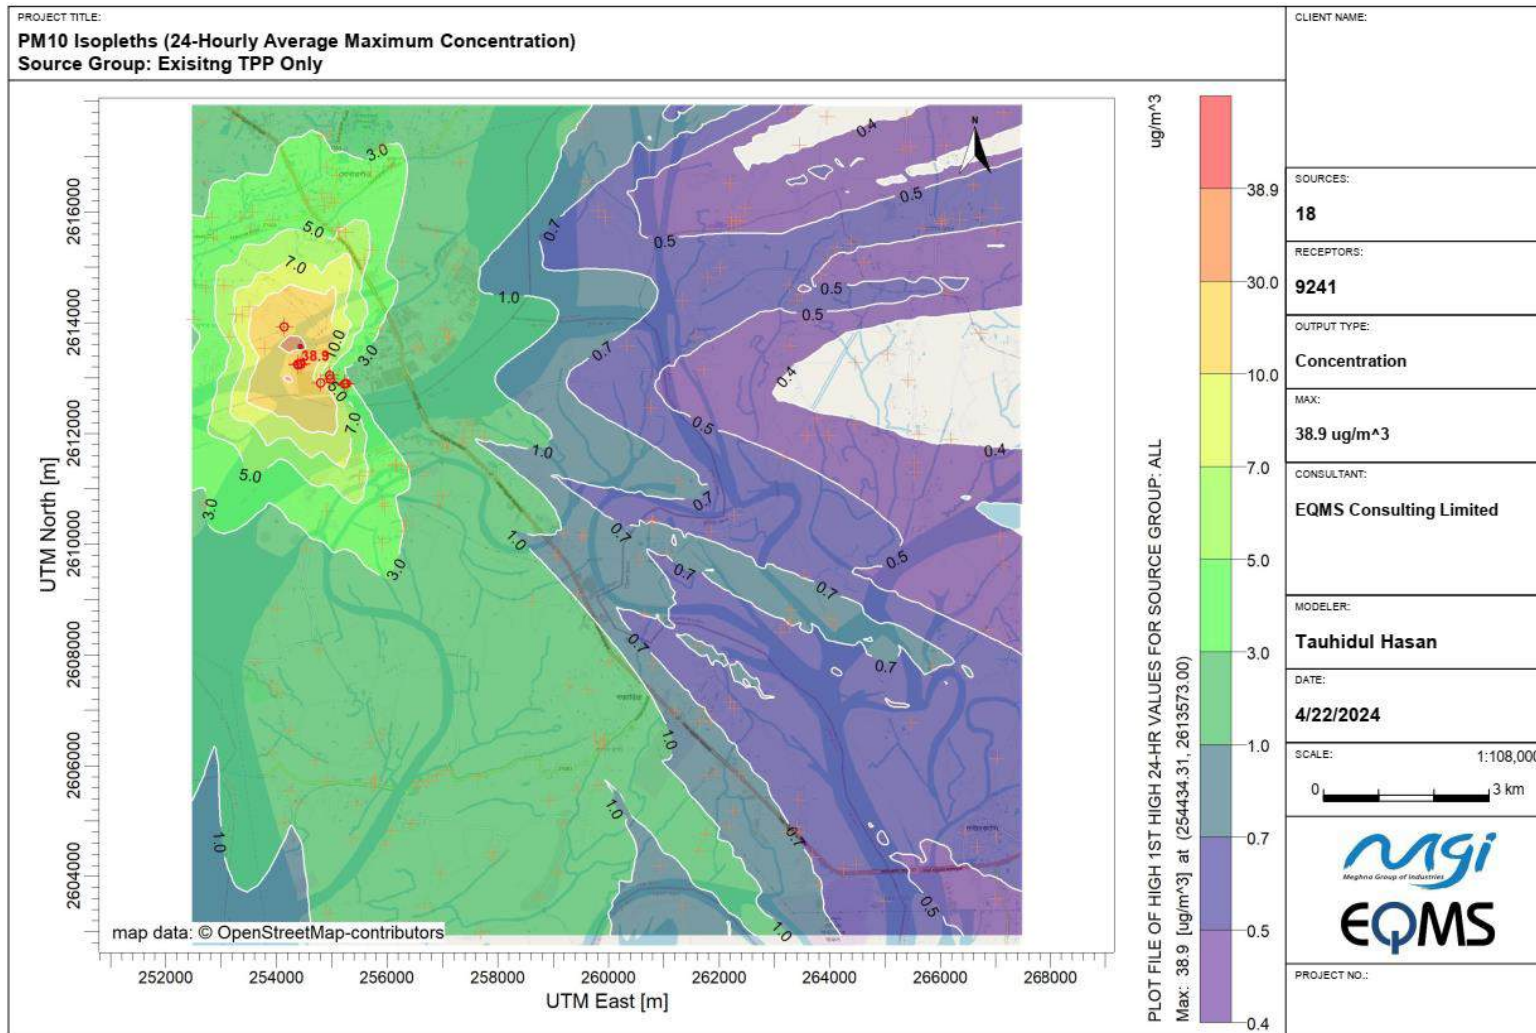 PROJECT TITLE:
PM10 Isopleths (24-Hourly Average Maximum Concentration)
Source Group: Exisitng TPP Only
CLIENT NAME:
SOURCES:
18
RECEPTORS:
9241
OUTPUT TYPE:
Concentration
MAX:
38.9 ug/m^3
CONSULTANT:
EQMS Consulting Limited
MODELER:
Tauhidul Hasan
DATE:
4/22/2024
SCALE:
1:108,000
0
3 km
mgi
Meghna Group of Industries
EQMS
PROJECT NO.:
UTM North [m]
2616000
2614000
2612000
2610000
2608000
2606000
2604000
252000 254000 256000 258000 260000 262000 264000 266000 268000
UTM East [m]
map data: © OpenStreetMap-contributors
N
3.0
5.0
7.0
38.9
3.0
7.0
5.0
3.0
3.0
1.0
0.7
0.5
0.4
0.5
0.5
0.5
1.0
0.7
0.4
0.5
0.4
1.0
0.7
0.7
1.0
0.7
0.5
0.7
0.7
0.7
1.0
1.0
0.7
0.5
1.0
1.0
PLOT FILE OF HIGH 1ST HIGH 24-HR VALUES FOR SOURCE GROUP: ALL
Max: 38.9 [ug/m^3] at (254434.31, 2613573.00)
ug/m^3
38.9
30.0
10.0
7.0
5.0
3.0
1.0
0.7
0.5
0.4